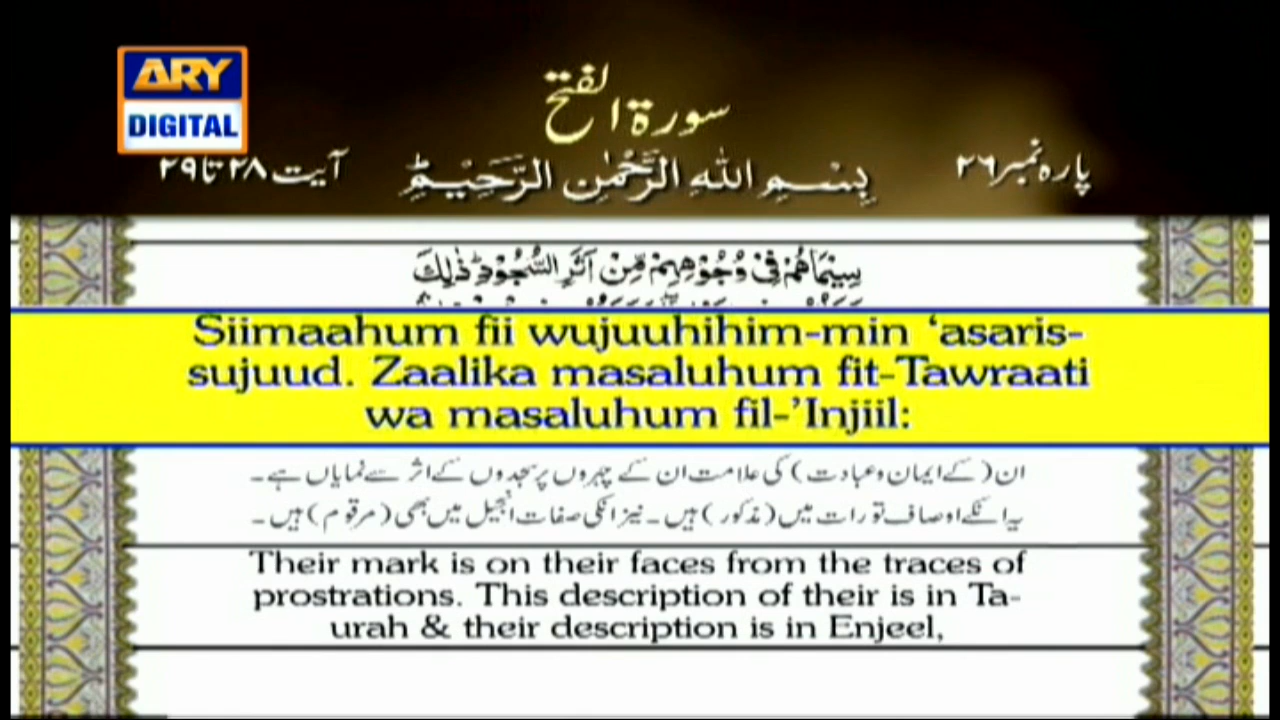 ARY
DIGITAL
سورة الفتح
پارہ نمبر ۲۶
بِسْمِ اللهِ الرَّحْمٰنِ الرَّحِيْمِ
آیت ۲۸ تا ۲۹
سِيْمَاهُمْ فِيْ وُجُوْهِهِمْ مِّنْ اَثَرِ السُّجُوْدِ ؕ ذٰلِكَ
Siimaahum fii wujuuhihim-min ‘asaris-
sujuud. Zaalika masaluhum fit-Tawraati
wa masaluhum fil-’Injiil:
ان (کے ایمان و عبادت) کی علامت ان کے چہروں پر سجدوں کے اثر سے نمایاں ہے۔
یہ انکے اوصاف تورات میں (مذکور) ہیں۔ نیز انکی صفات انجیل میں بھی (مرقوم) ہیں۔
Their mark is on their faces from the traces of
prostrations. This description of their is in Ta-
urah & their description is in Enjeel,